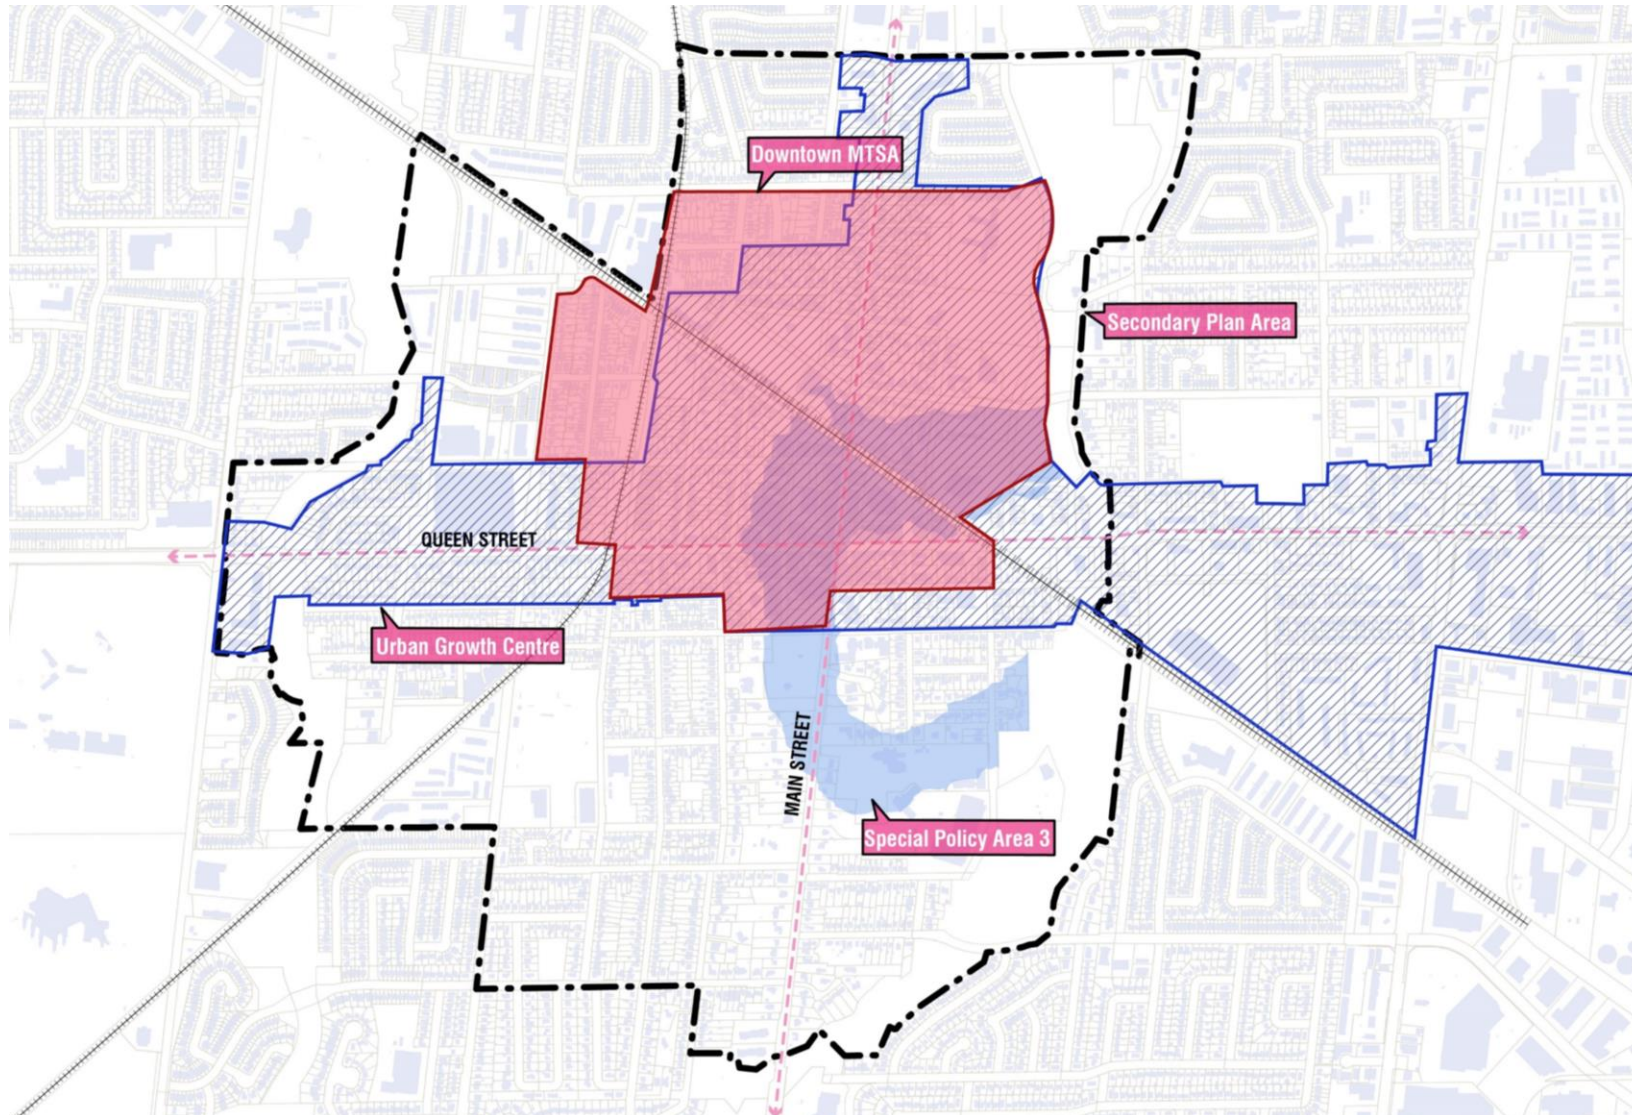 Downtown MTSA
Secondary Plan Area
QUEEN STREET
Urban Growth Centre
MAIN STREET
Special Policy Area 3